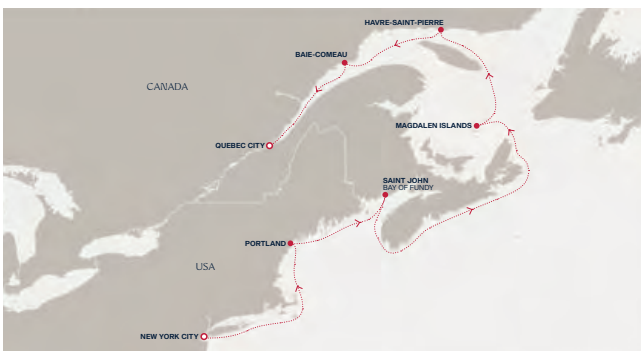 HAVRE-SAINT-PIERRE
BAIE-COMEAU
CANADA
MAGDALEN ISLANDS
QUEBEC CITY
SAINT JOHN
BAY OF FUNDY
PORTLAND
USA
NEW YORK CITY